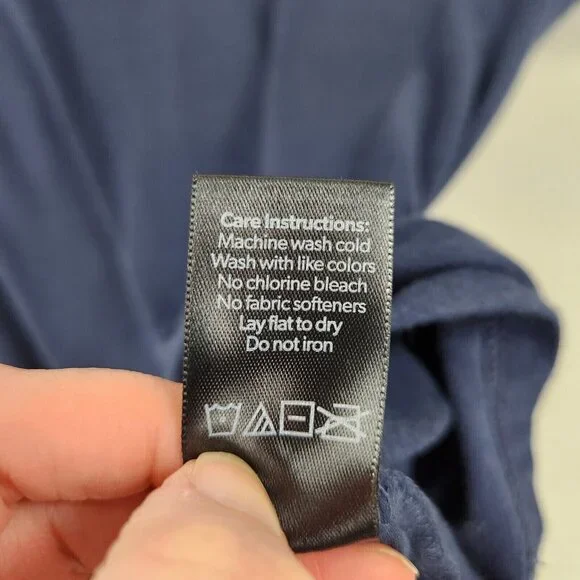 Care Instructions:
Machine wash cold
Wash with like colors
No chlorine bleach
No fabric softeners
Lay flat to dry
Do not iron